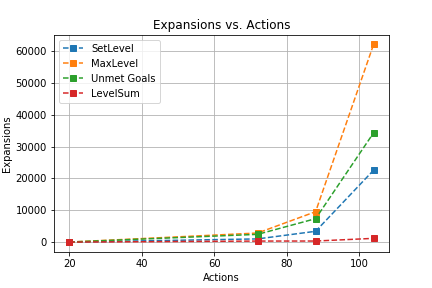 Expansions vs. Actions
60000
50000
40000
30000
20000
10000
0
Expansions
SetLevel
MaxLevel
Unmet Goals
LevelSum
20 40 60 80 100
Actions